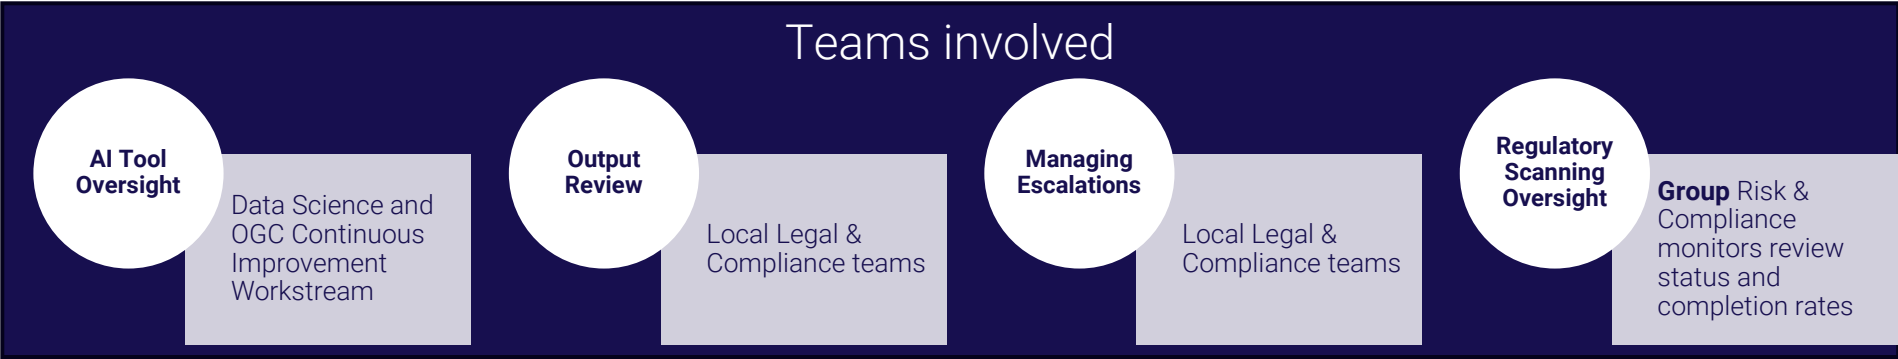 Teams involved
AI Tool
Oversight
Data Science and
OGC Continuous
Improvement
Workstream
Output
Review
Local Legal &
Compliance teams
Managing
Escalations
Local Legal &
Compliance teams
Regulatory
Scanning
Oversight
Group Risk &
Compliance
monitors review
status and
completion rates